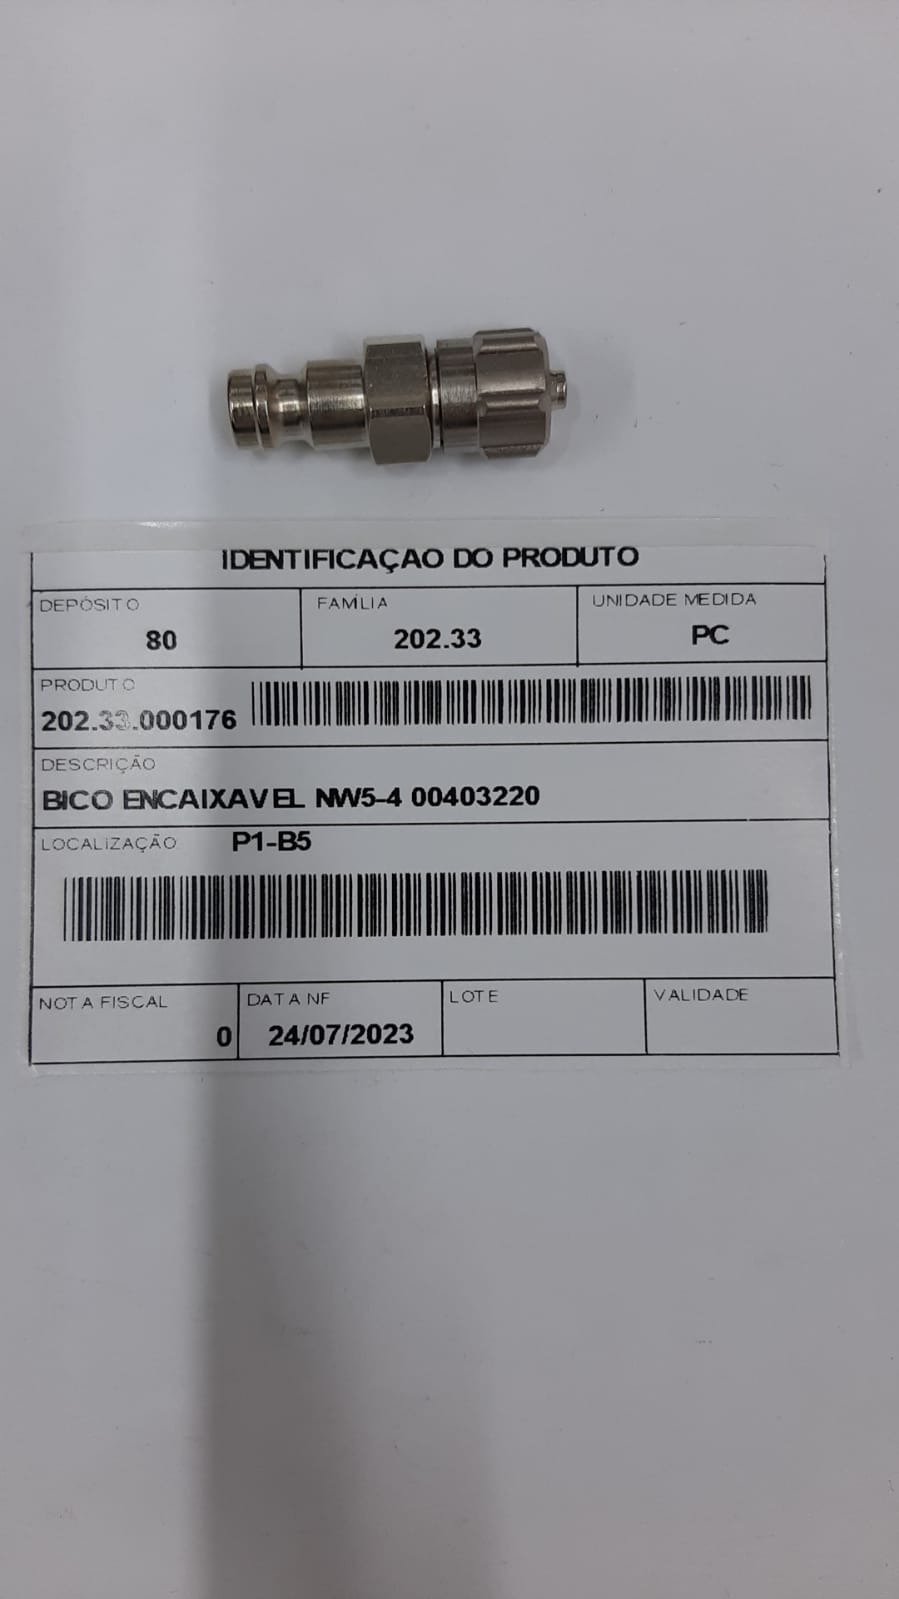 IDENTIFICAÇAO DO PRODUTO
DEPÓSITO FAMÍLIA UNIDADE MEDIDA
80 202.33 PC
PRODUTO
202.33.000176
DESCRIÇÃO
BICO ENCAIXAVEL NW5-4 00403220
LOCALIZAÇÃO P1-B5
NOTA FISCAL DATA NF LOTE VALIDADE
0 24/07/2023